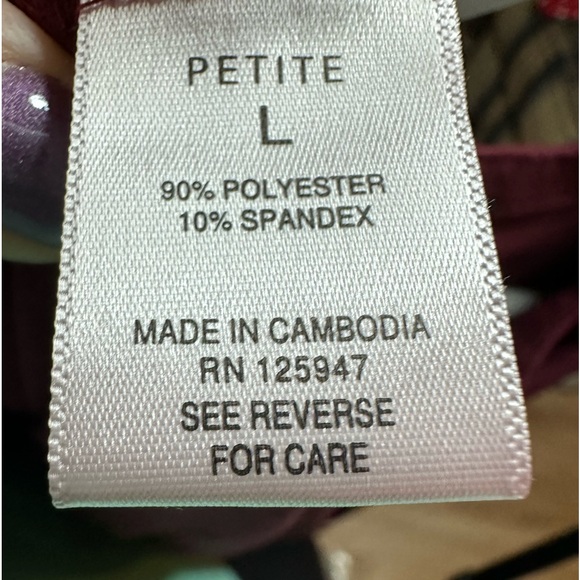 PETITE
L
90% POLYESTER
10% SPANDEX
MADE IN CAMBODIA
RN 125947
SEE REVERSE
FOR CARE